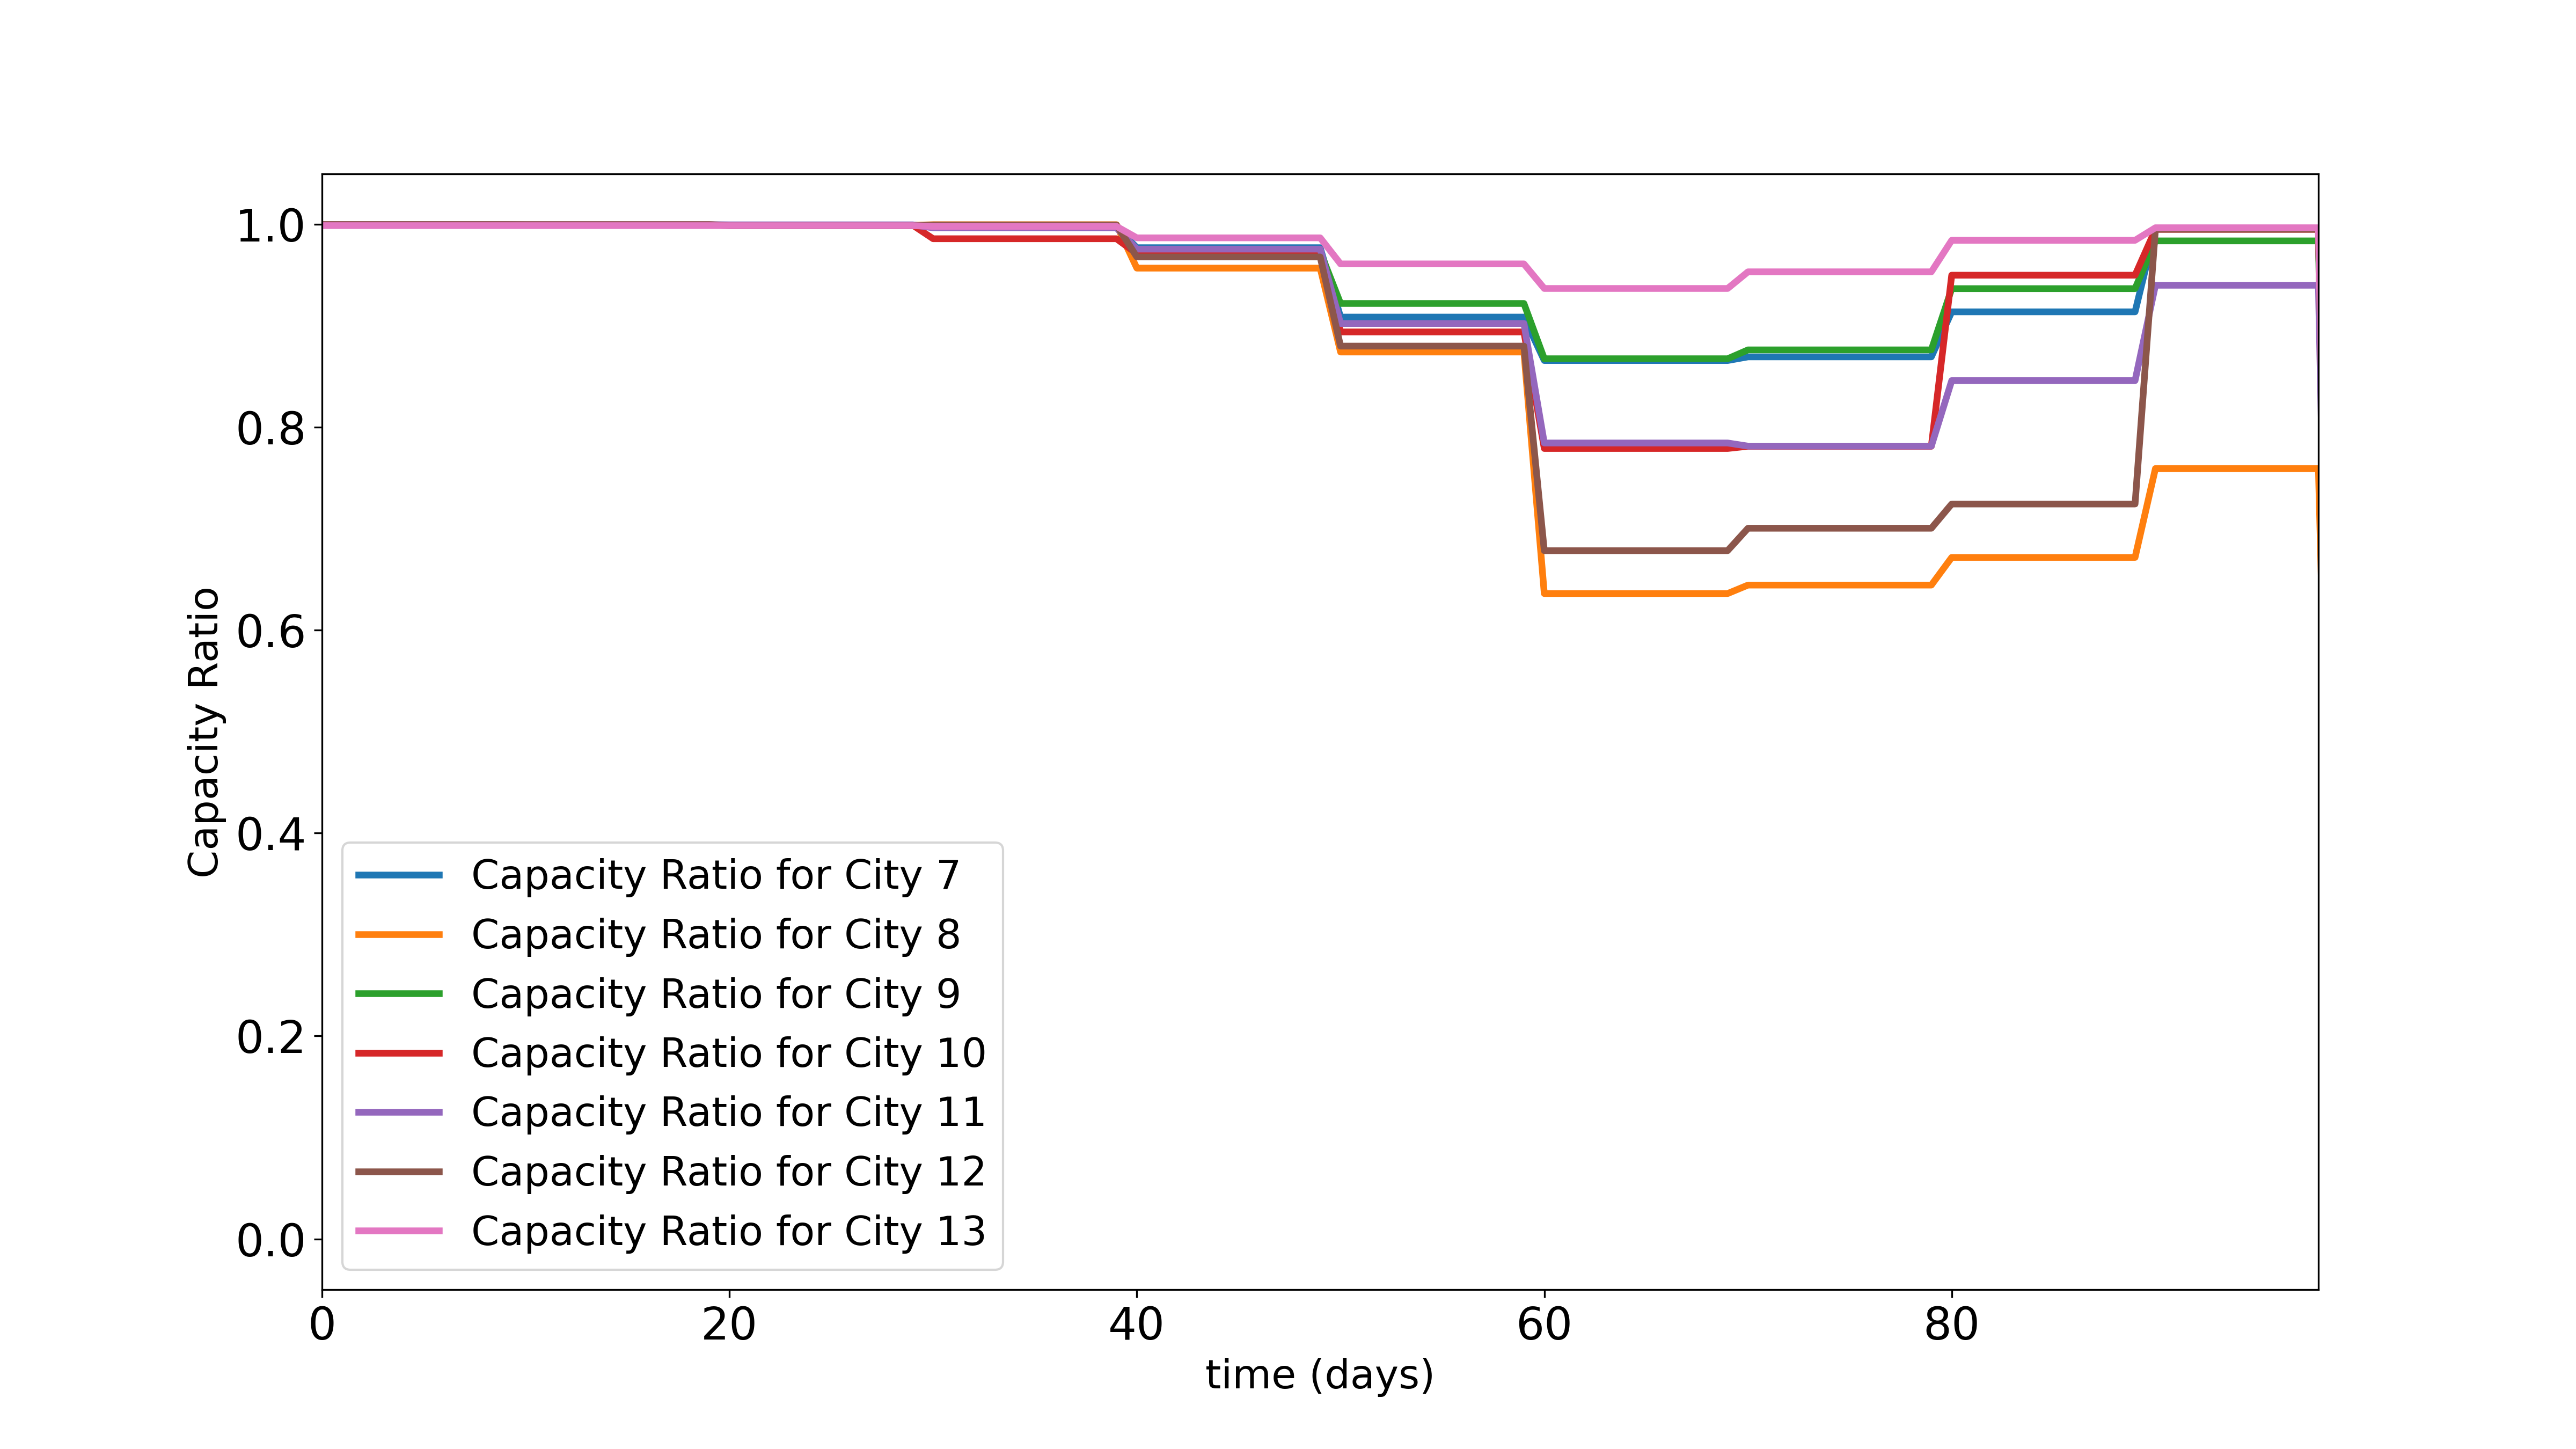 1.0
0.8
0.6
0.4
0.2
0.0
Capacity Ratio
Capacity Ratio for City 7
Capacity Ratio for City 8
Capacity Ratio for City 9
Capacity Ratio for City 10
Capacity Ratio for City 11
Capacity Ratio for City 12
Capacity Ratio for City 13
0 20 40 60 80
time (days)